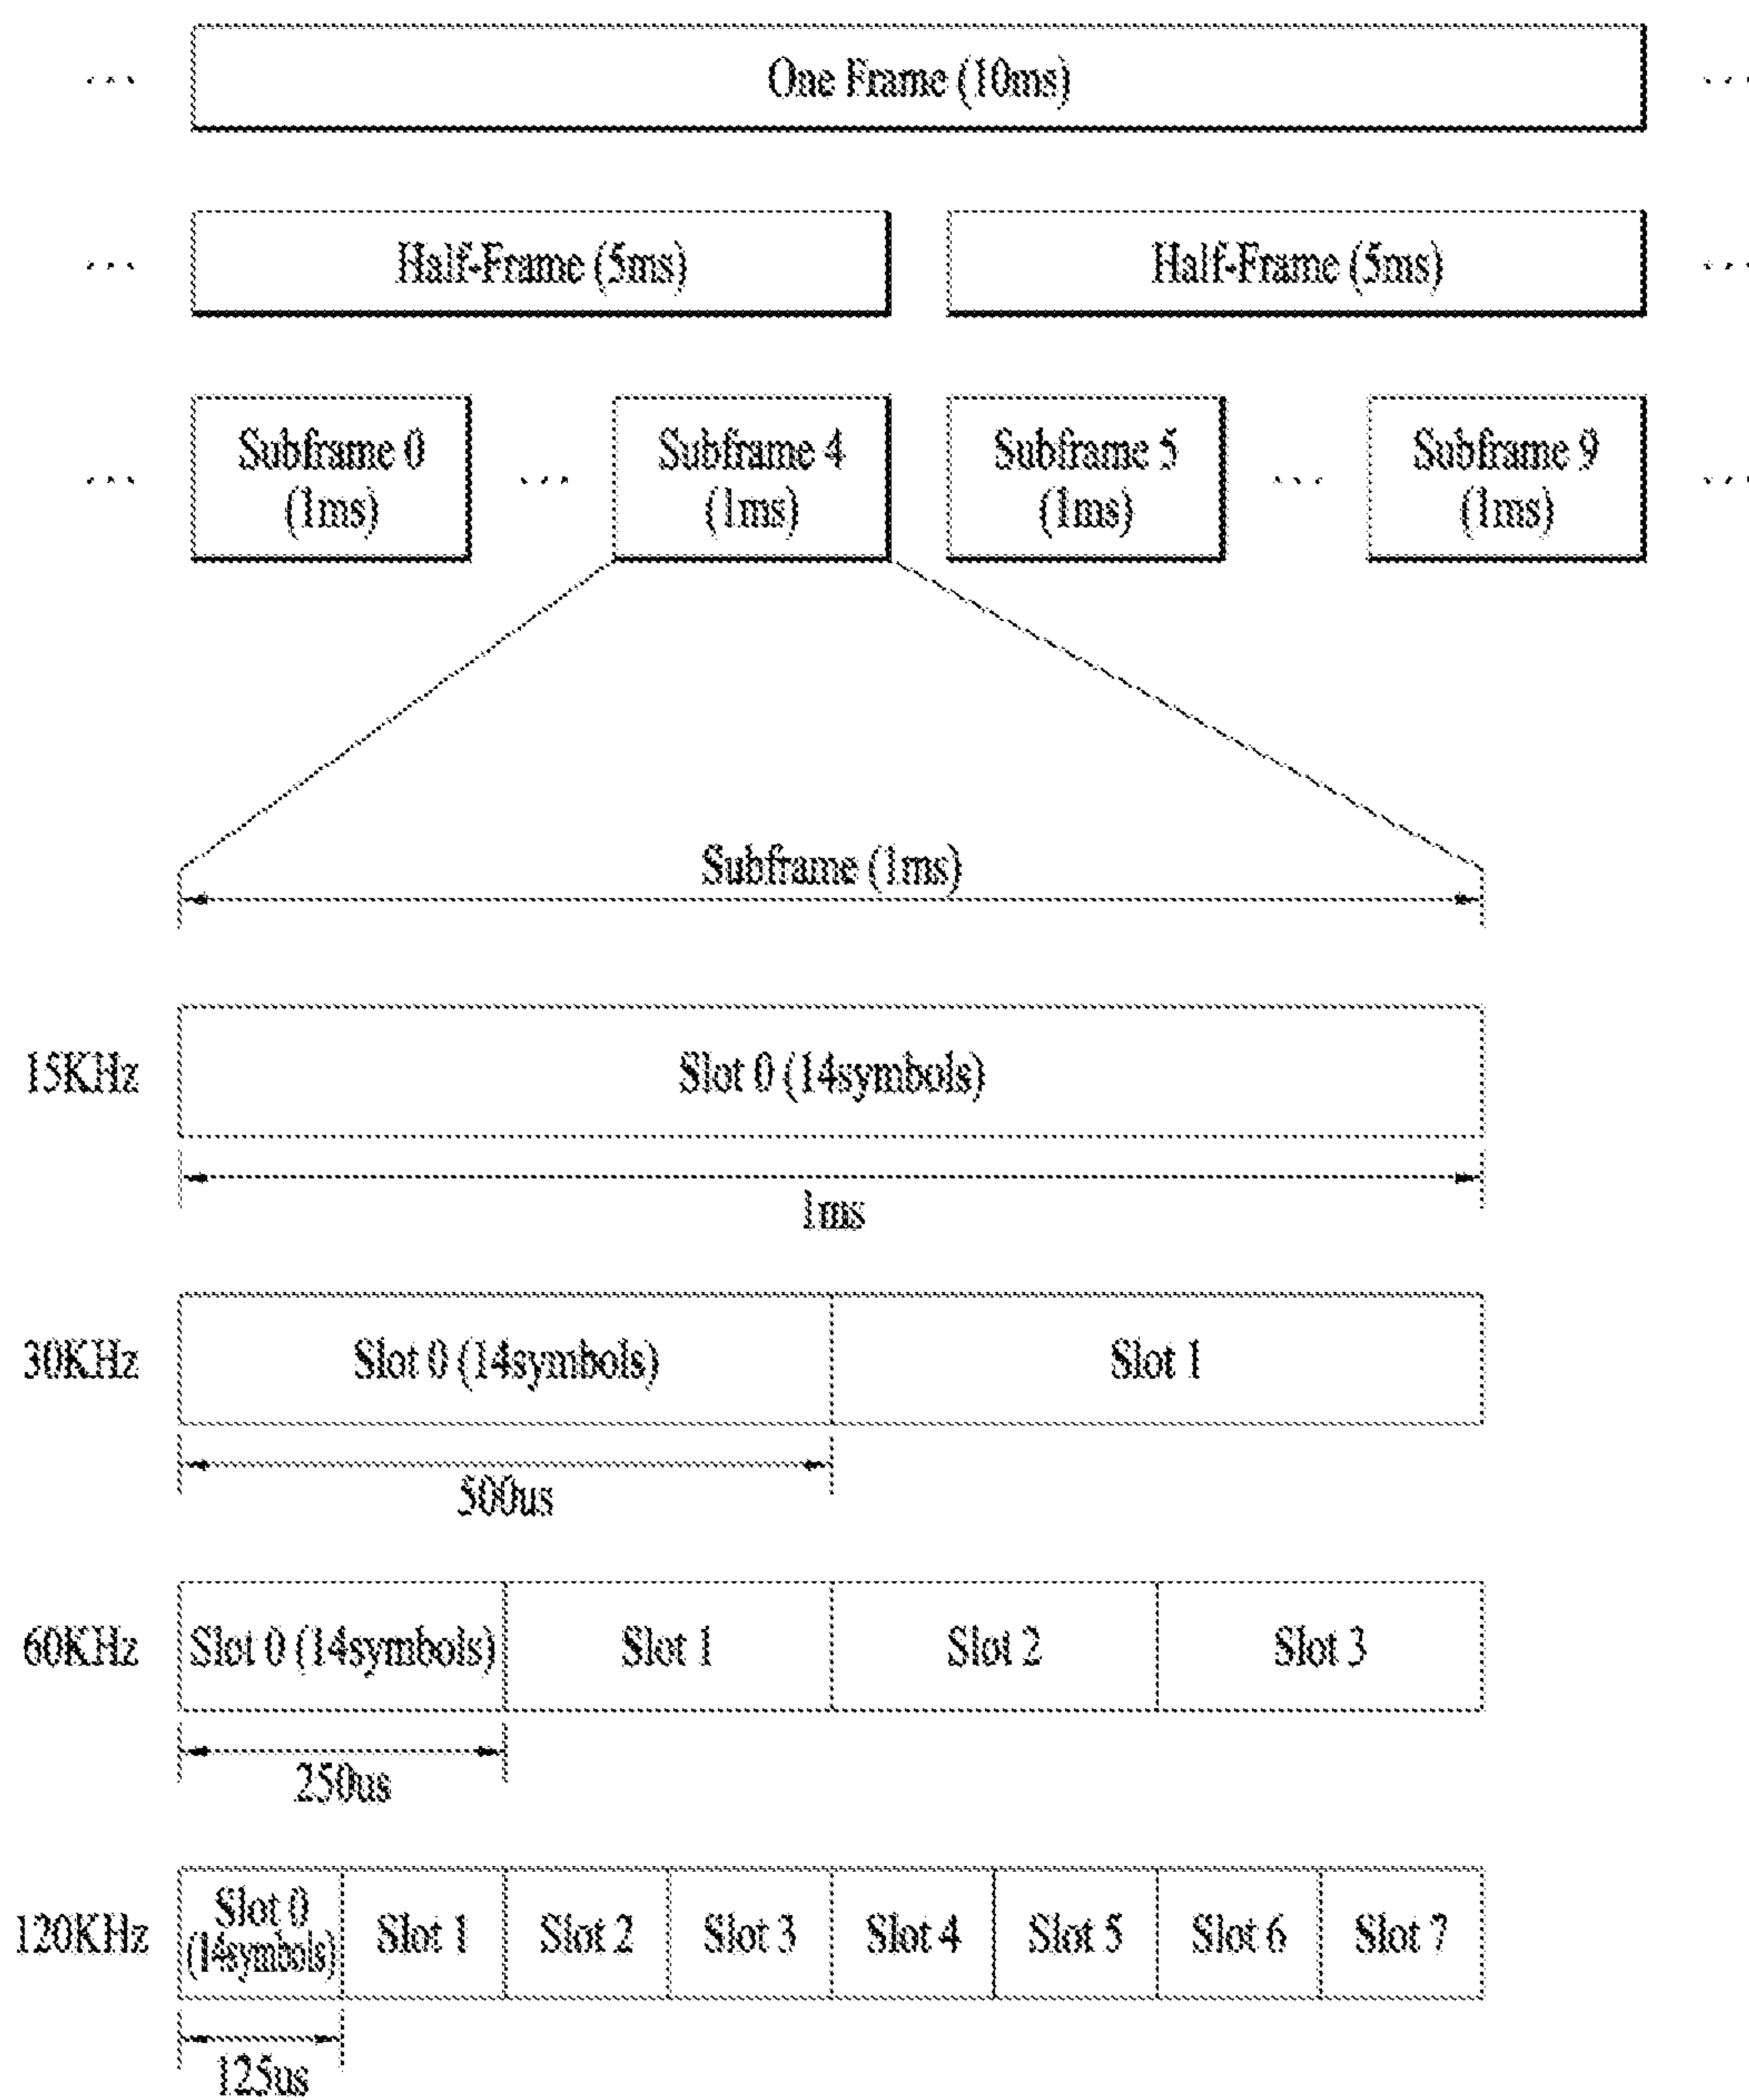 ... One Frame (10ms) ...
... Half-Frame (5ms) Half-Frame (5ms) ...
... Subframe 0 ... Subframe 4 Subframe 5 ... Subframe 9 ...
(1ms) (1ms) (1ms) (1ms)
Subframe (1ms)
15KHz Slot 0 (14symbols)
1ms
30KHz Slot 0 (14symbols) Slot 1
500us
60KHz Slot 0 (14symbols) Slot 1 Slot 2 Slot 3
250us
120KHz Slot 0 (14symbols) Slot 1 Slot 2 Slot 3 Slot 4 Slot 5 Slot 6 Slot 7
125us